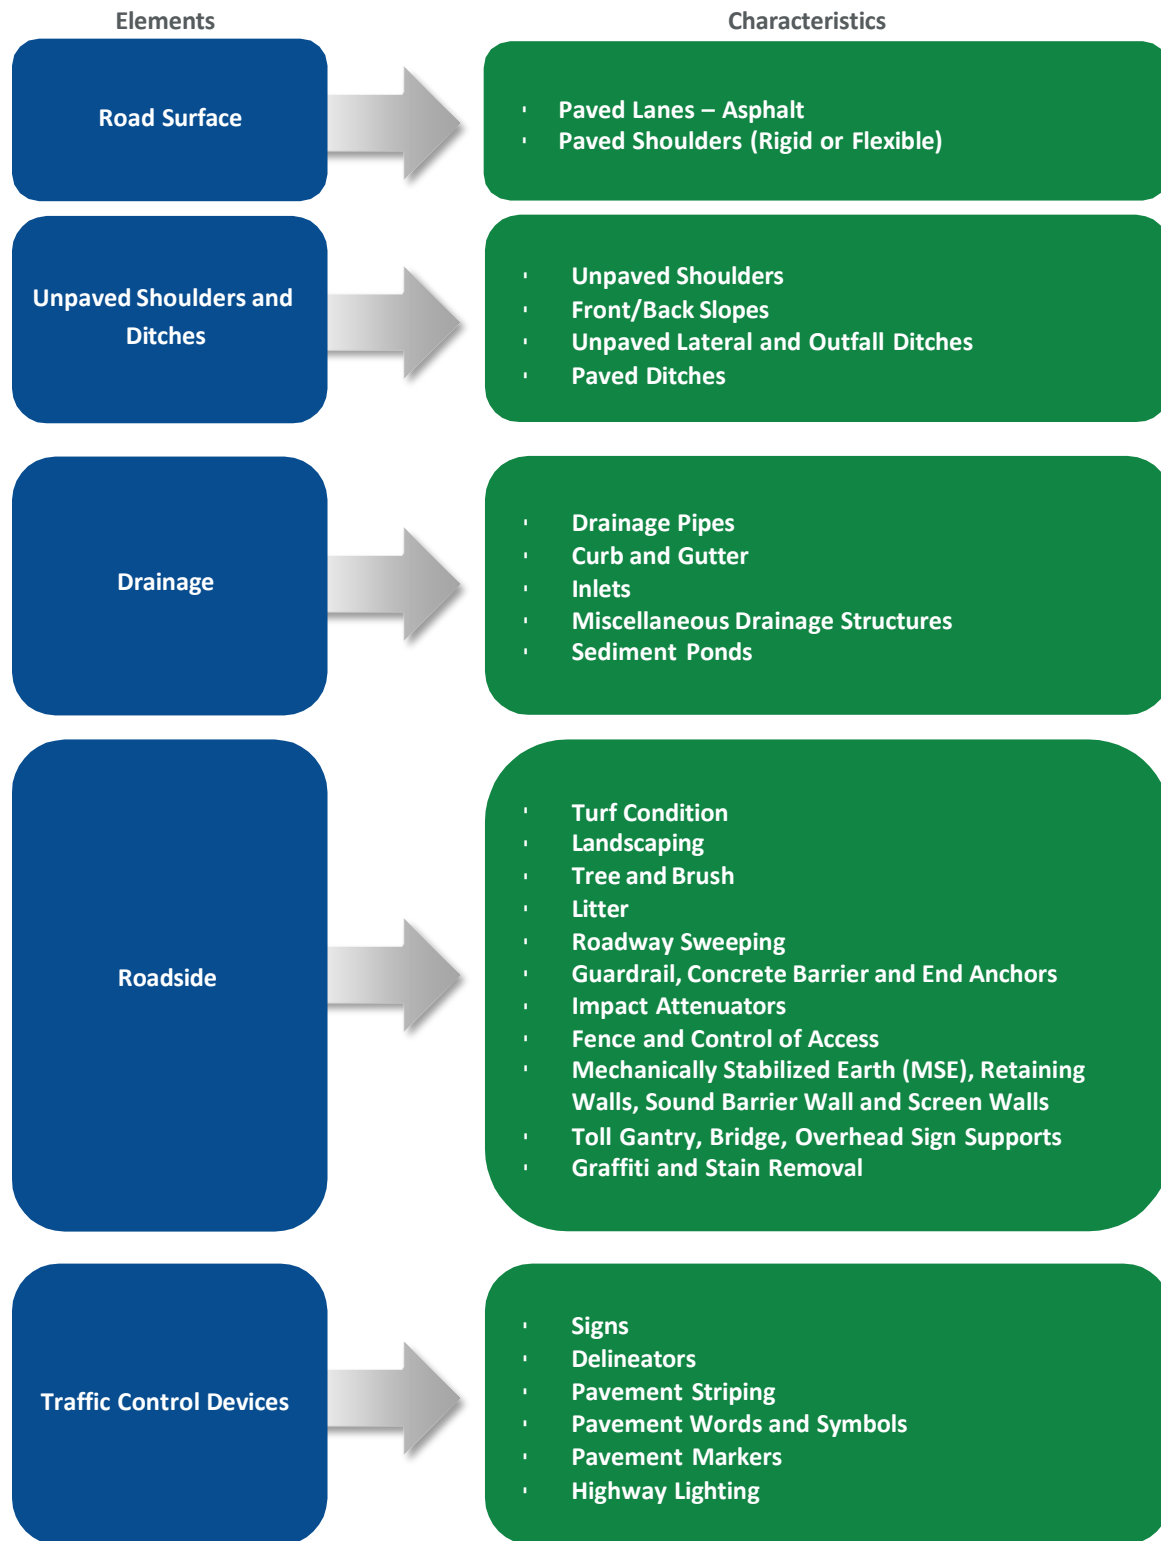 Elements
Characteristics
Road Surface
· Paved Lanes – Asphalt
· Paved Shoulders (Rigid or Flexible)
Unpaved Shoulders and
Ditches
· Unpaved Shoulders
· Front/Back Slopes
· Unpaved Lateral and Outfall Ditches
· Paved Ditches
Drainage
· Drainage Pipes
· Curb and Gutter
· Inlets
· Miscellaneous Drainage Structures
· Sediment Ponds
Roadside
· Turf Condition
· Landscaping
· Tree and Brush
· Litter
· Roadway Sweeping
· Guardrail, Concrete Barrier and End Anchors
· Impact Attenuators
· Fence and Control of Access
· Mechanically Stabilized Earth (MSE), Retaining
Walls, Sound Barrier Wall and Screen Walls
· Toll Gantry, Bridge, Overhead Sign Supports
· Graffiti and Stain Removal
Traffic Control Devices
· Signs
· Delineators
· Pavement Striping
· Pavement Words and Symbols
· Pavement Markers
· Highway Lighting